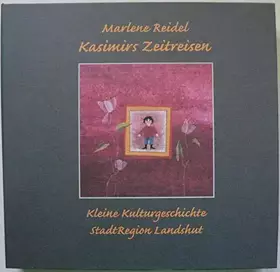 Marlene Reidel
Kasimirs Zeitreisen
Kleine Kulturgeschichte
StadtRegion Landshut